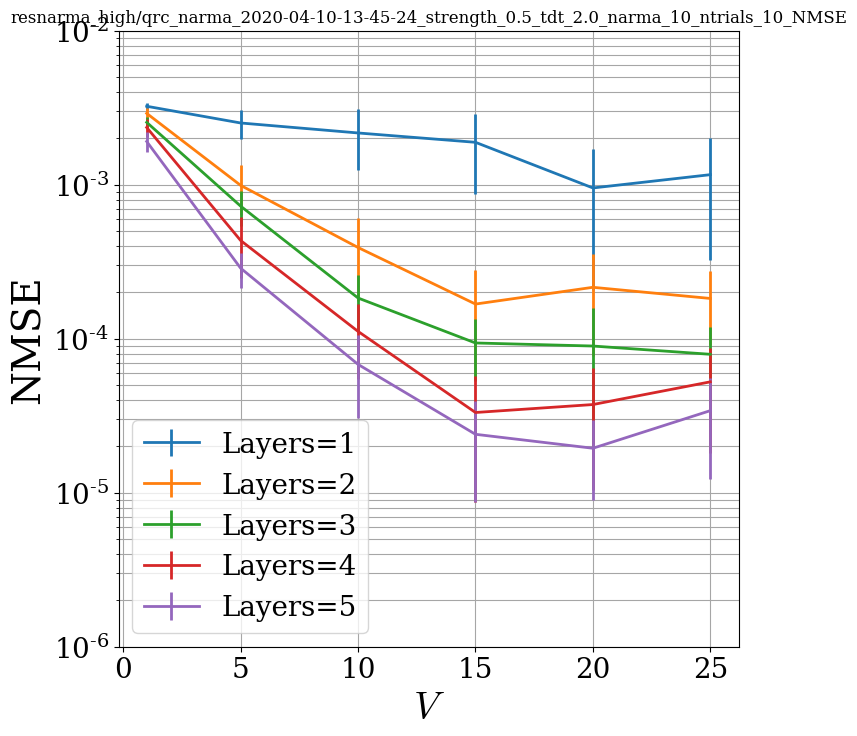 resnarma_high/qrc_narma_2020-04-10-13-45-24_strength_0.5_tdt_2.0_narma_10_ntrials_10_NMSE
10^-2
10^-3
10^-4
10^-5
10^-6
NMSE
Layers=1
Layers=2
Layers=3
Layers=4
Layers=5
0 5 10 15 20 25
V